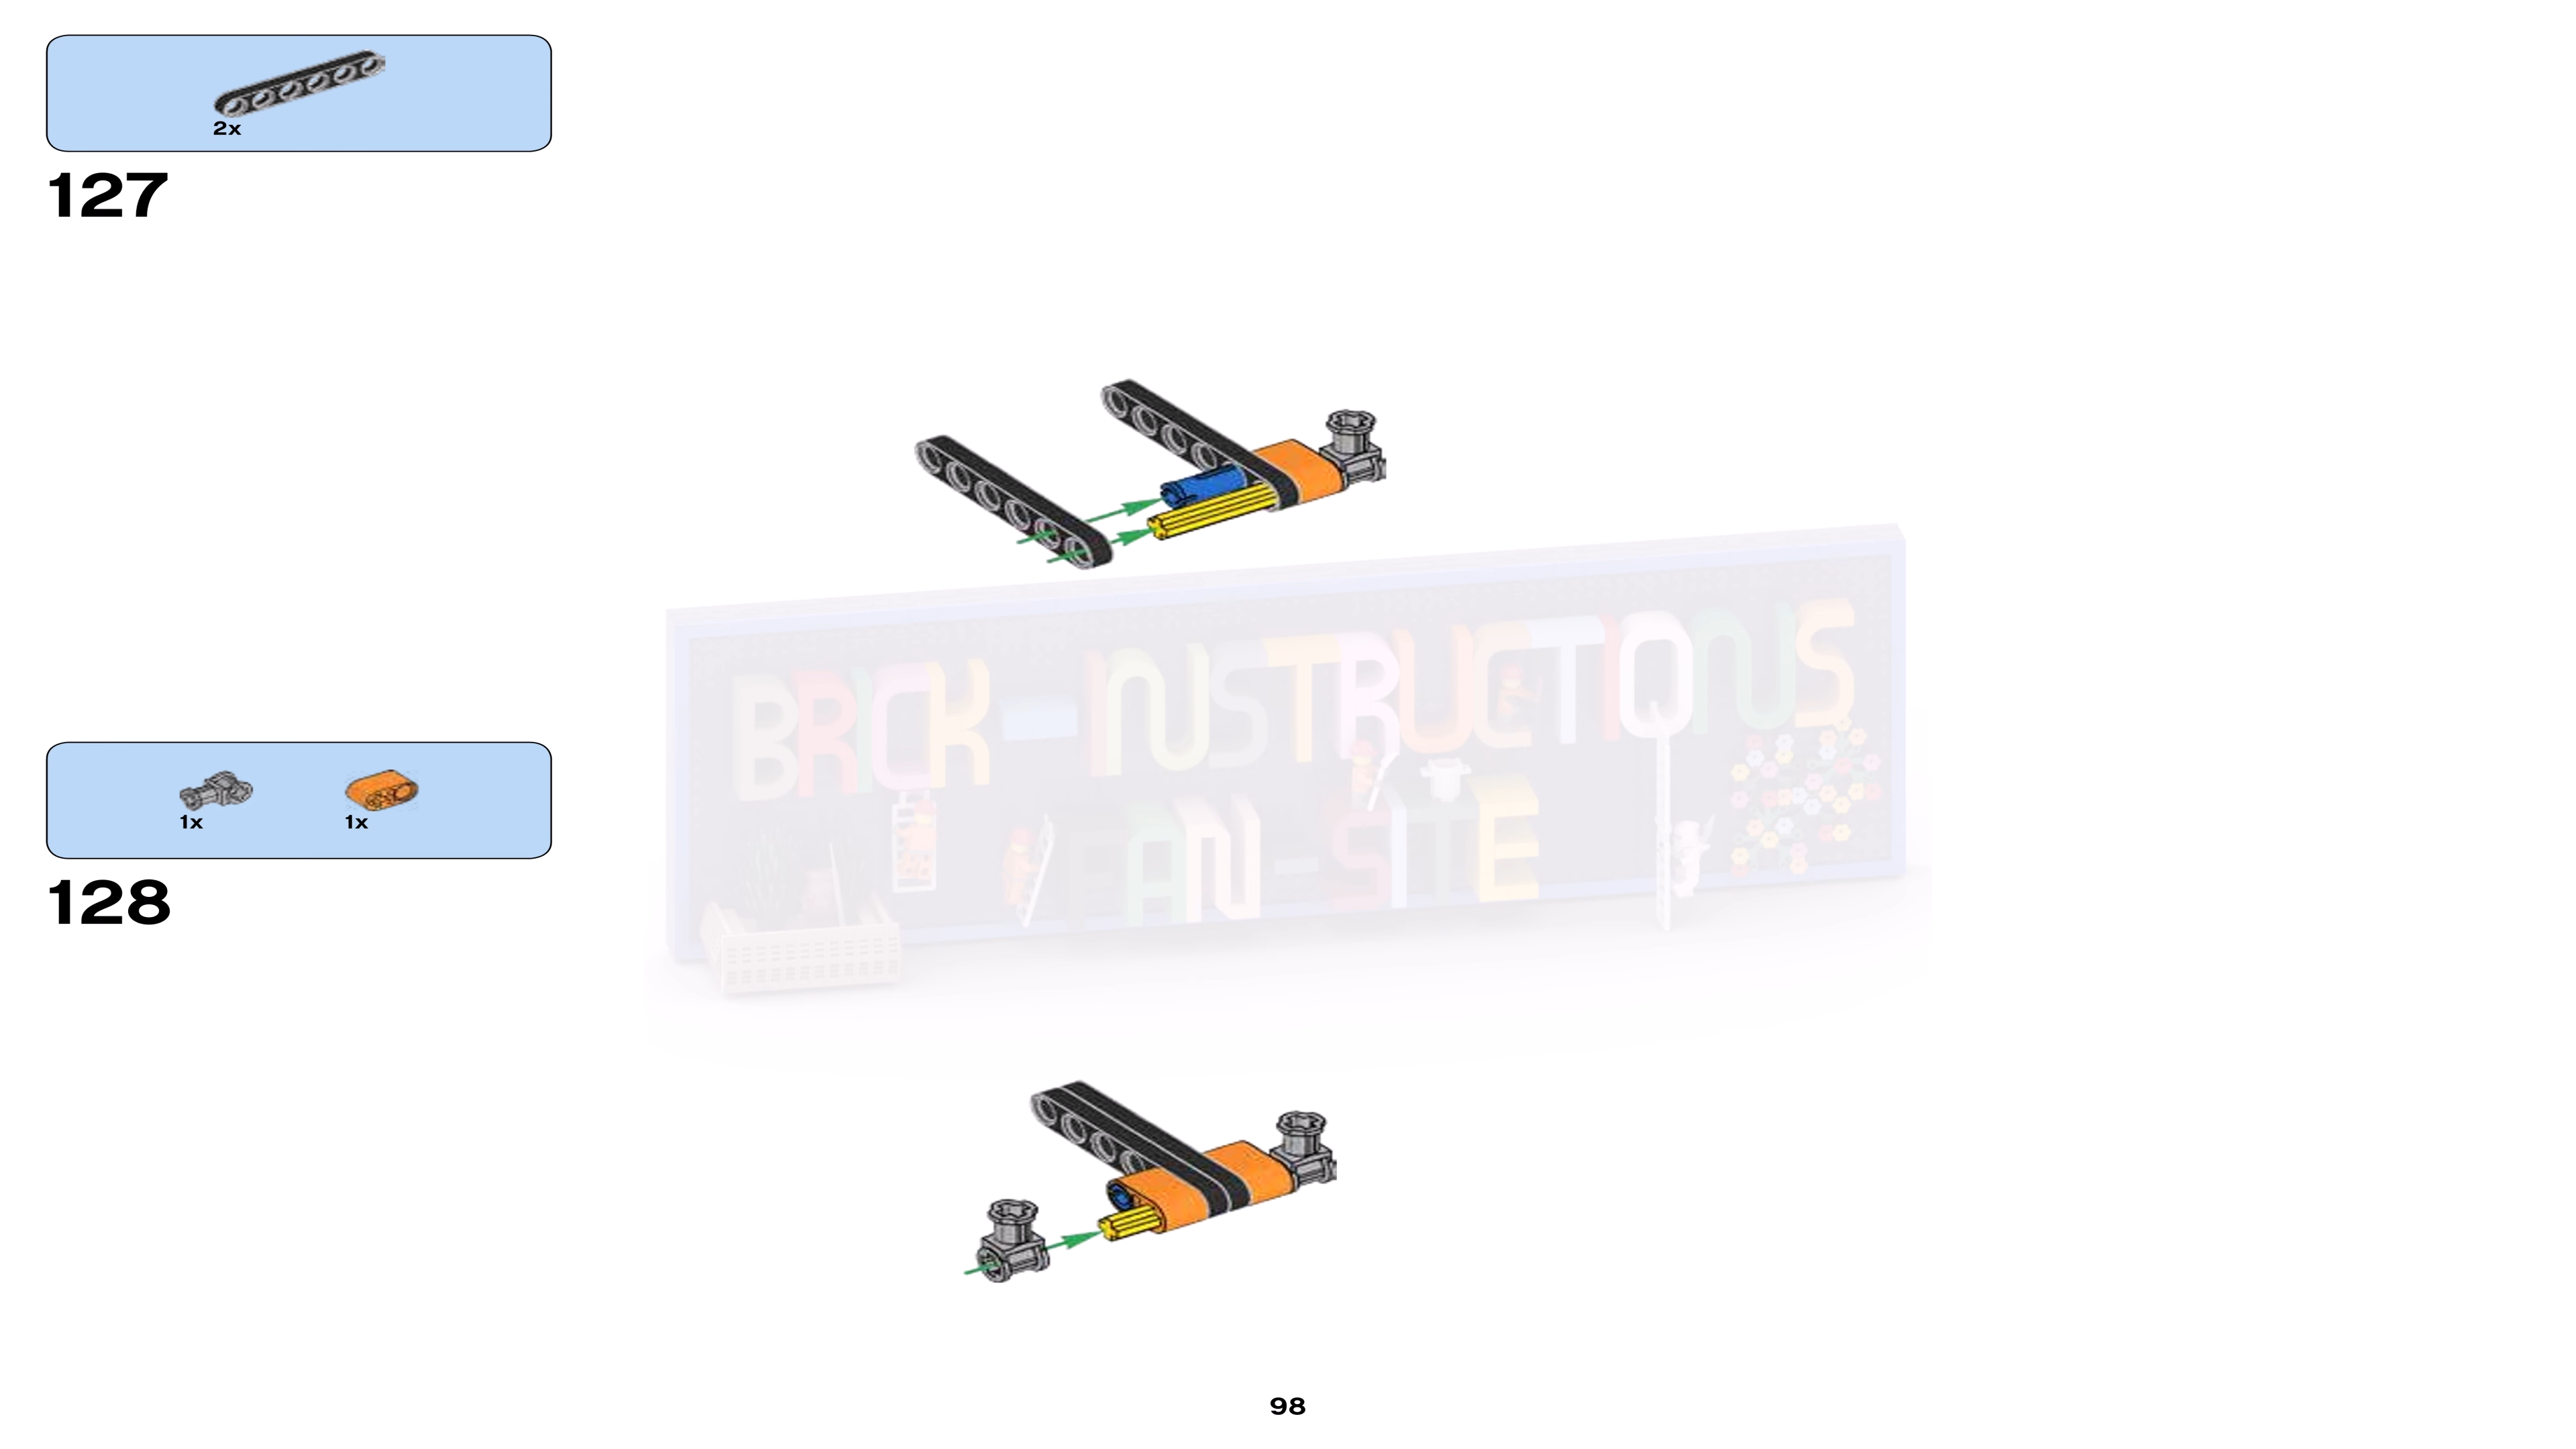 2x
127
BRICK-INSTRUCTIONS
FAN-SITE
1x 1x
128
98